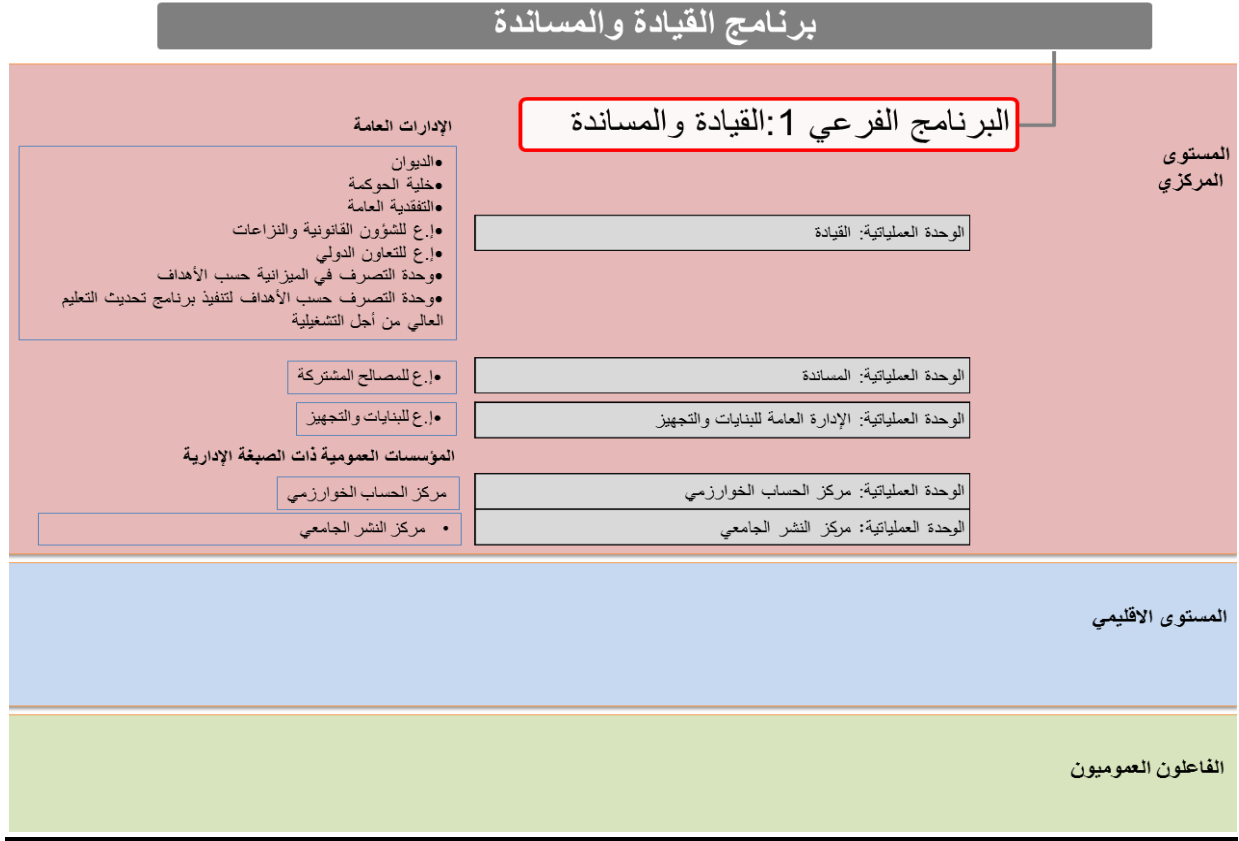 برنامج القيادة والمساندة
البرنامج الفرعي 1:القيادة والمساندة
المستوى
المركزي
الإدارات العامة
•الديوان
•خلية الحوكمة
•التفقدية العامة
•إ.ع للشؤون القانونية والنزاعات
•إ.ع للتعاون الدولي
•وحدة التصرف في الميزانية حسب الأهداف
•وحدة التصرف حسب الأهداف لتنفيذ برنامج تحديث التعليم
العالي من أجل التشغيلية
الوحدة العملياتية: القيادة
الوحدة العملياتية: المساندة
•إ.ع للمصالح المشتركة
الوحدة العملياتية: الإدارة العامة للبنايات والتجهيز
•إ.ع للبنايات والتجهيز
المؤسسات العمومية ذات الصبغة الإدارية
الوحدة العملياتية: مركز الحساب الخوارزمي
مركز الحساب الخوارزمي
الوحدة العملياتية: مركز النشر الجامعي
• مركز النشر الجامعي
المستوى الاقليمي
الفاعلون العموميون